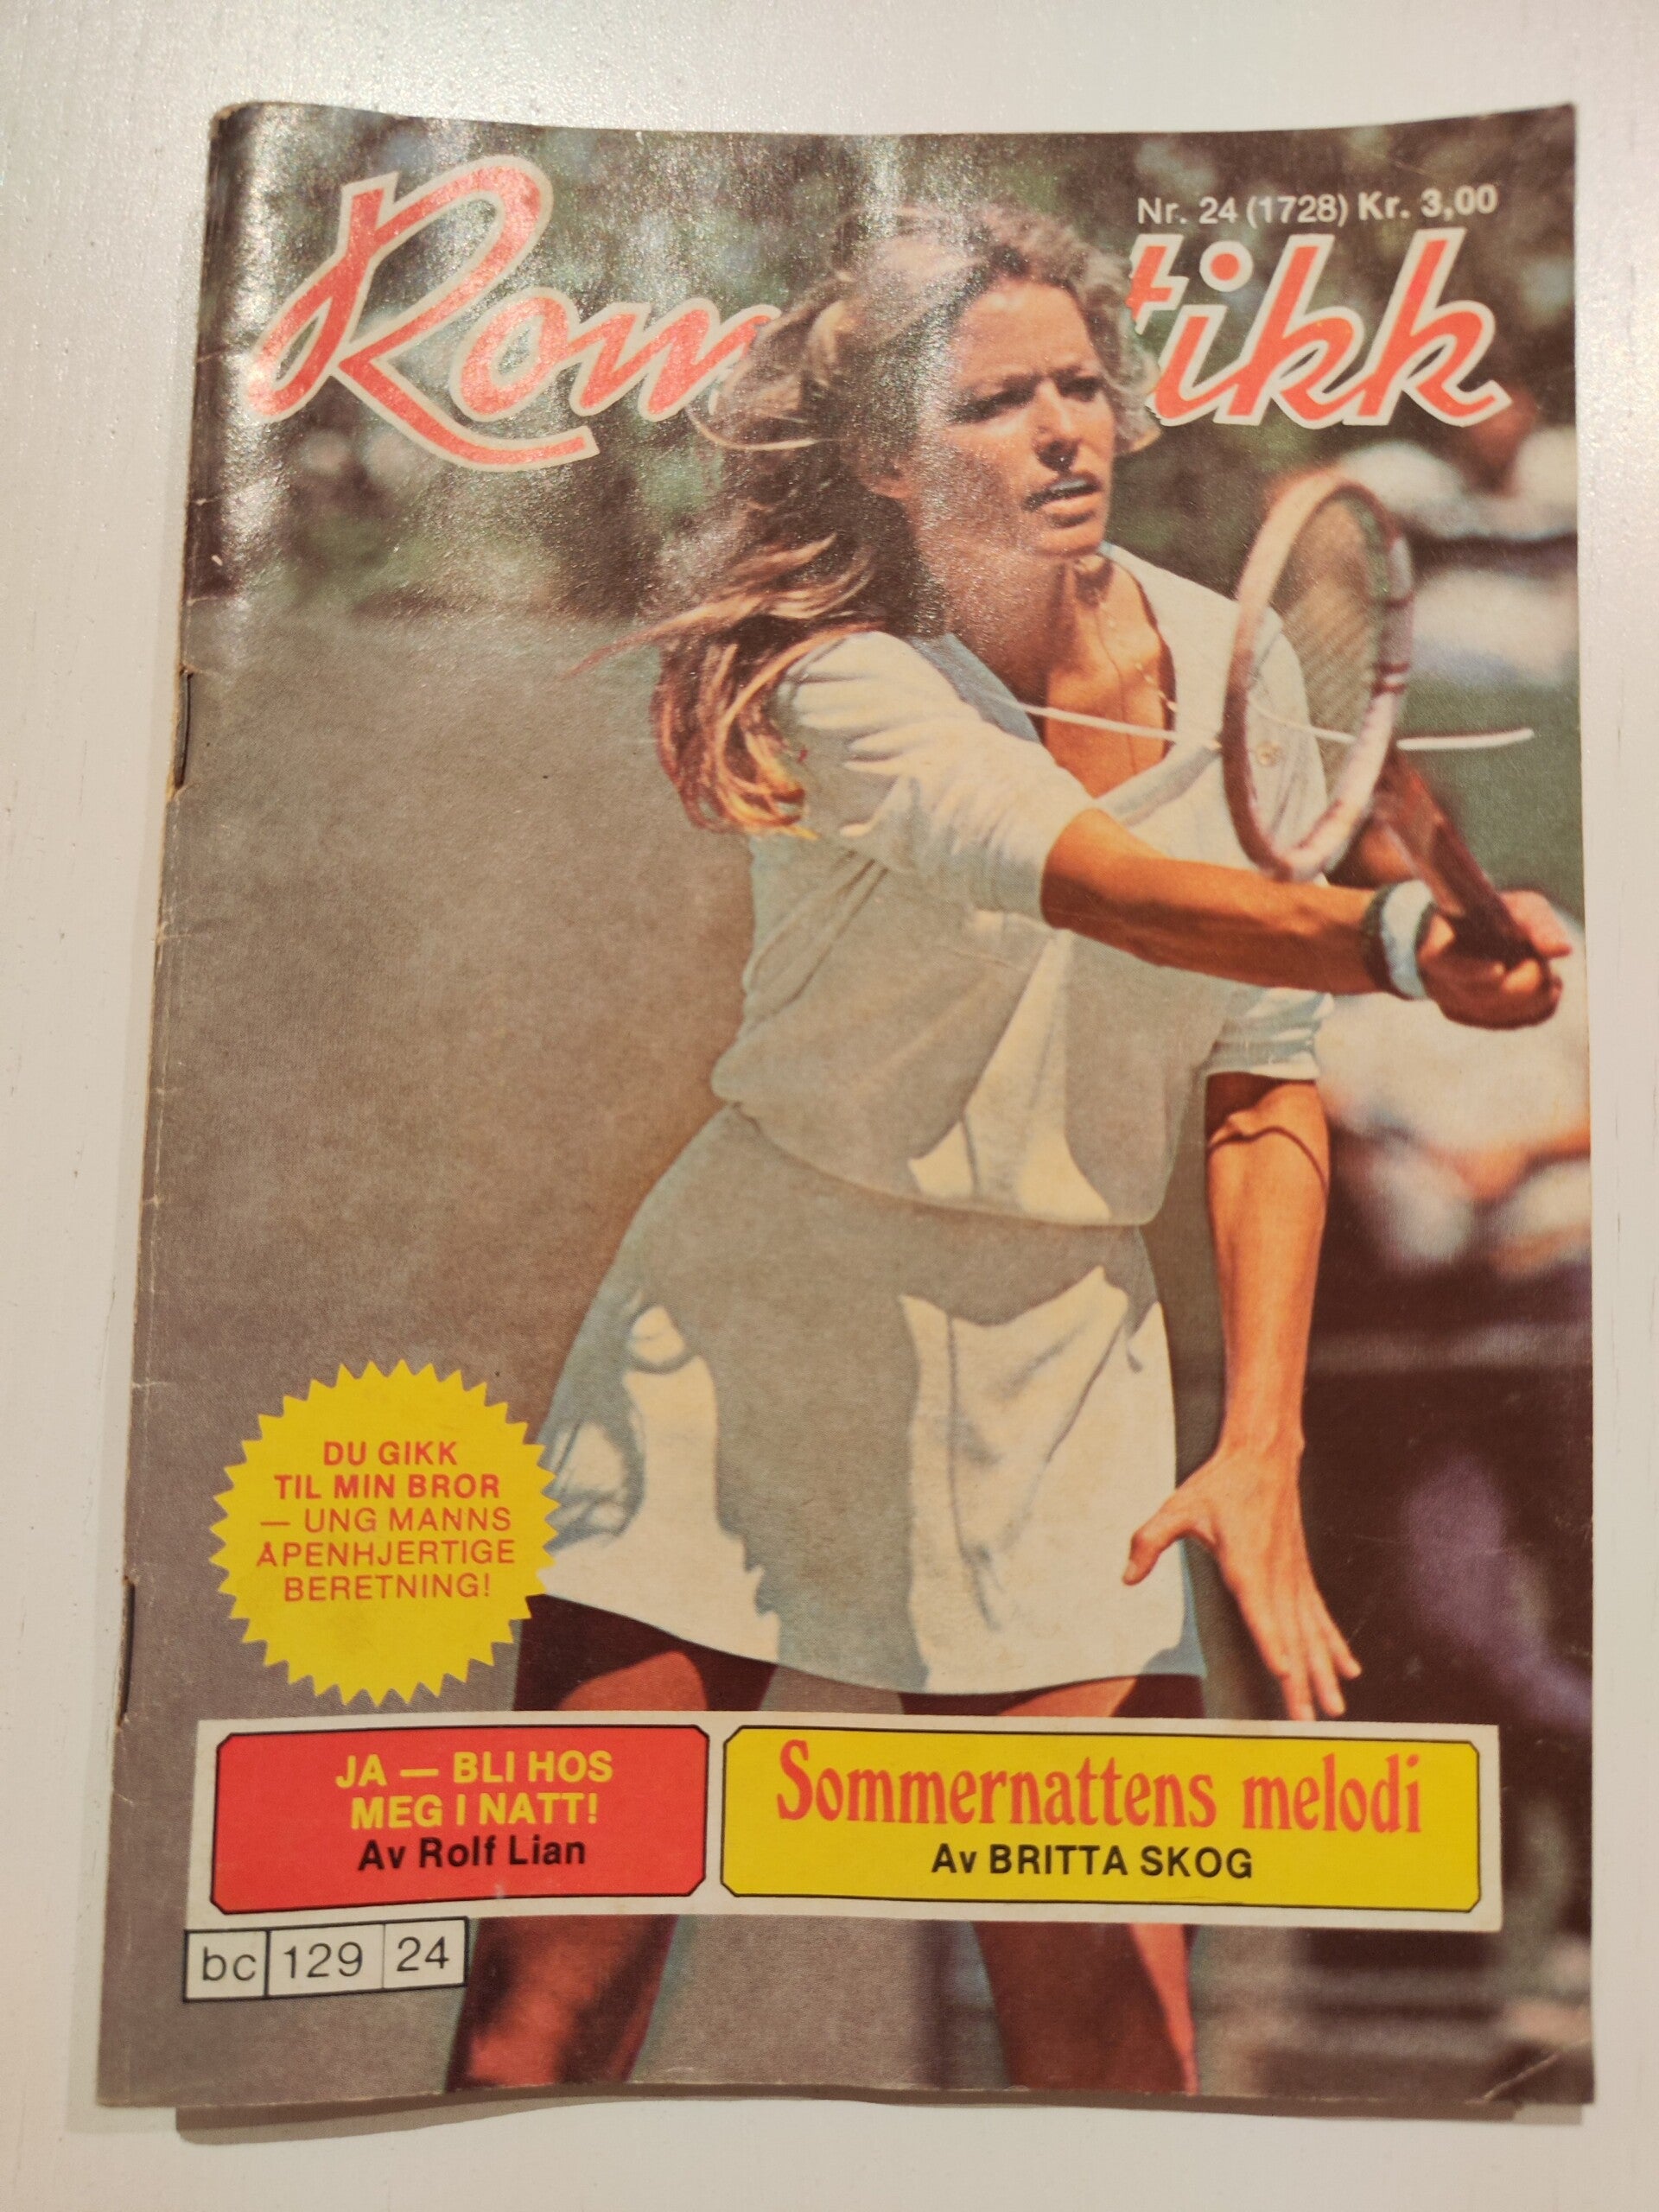 Nr. 24 (1728) Kr. 3,00
Rom tikk
DU GIKK
TIL MIN BROR
— UNG MANNS
ÅPENHJERTIGE
BERETNING!
JA — BLI HOS
MEG I NATT!
Av Rolf Lian
Sommernattens melodi
Av BRITTA SKOG
bc 129 24